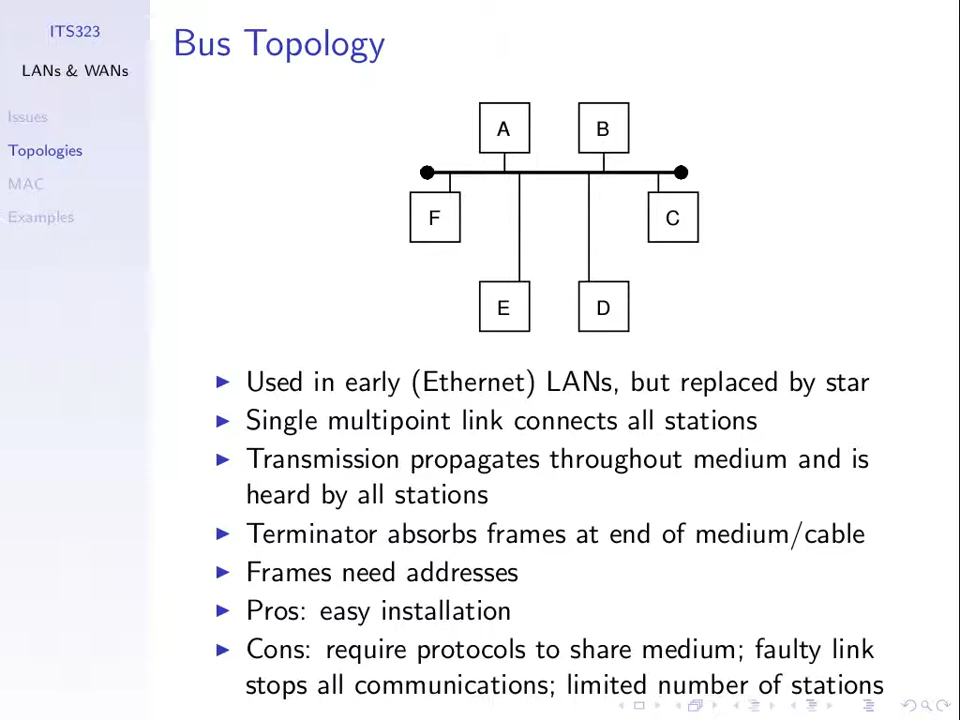 ITS323
LANs & WANs
Issues
Topologies
MAC
Examples
Bus Topology
A B
F C
E D
Used in early (Ethernet) LANs, but replaced by star
Single multipoint link connects all stations
Transmission propagates throughout medium and is
heard by all stations
Terminator absorbs frames at end of medium/cable
Frames need addresses
Pros: easy installation
Cons: require protocols to share medium; faulty link
stops all communications; limited number of stations